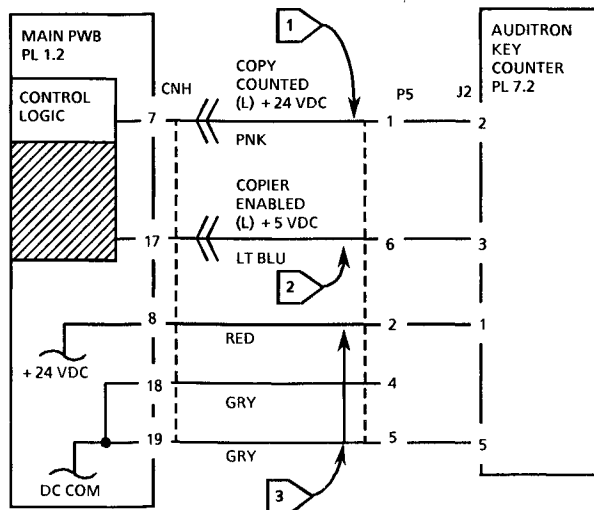 MAIN PWB
PL 1.2
CONTROL
LOGIC
CNH
1
COPY
COUNTED
(L) + 24 VDC
P5
J2
AUDITRON
KEY
COUNTER
PL 7.2
7
PNK
1
2
COPIER
ENABLED
(L) + 5 VDC
17
LT BLU
6
3
2
8
RED
2
1
+ 24 VDC
18
GRY
4
19
GRY
5
5
DC COM
3